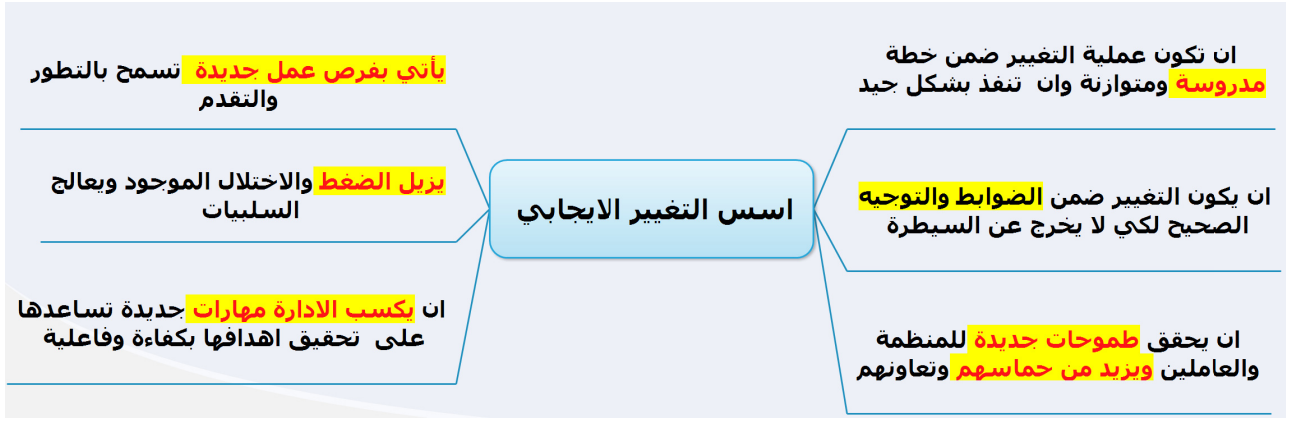 اسس التغيير الايجابي
ان تكون عملية التغيير ضمن خطة
مدروسة ومتوازنة وان تنفذ بشكل جيد
ان يكون التغيير ضمن الضوابط والتوجيه
الصحيح لكي لا يخرج عن السيطرة
ان يحقق طموحات جديدة للمنظمة
والعاملين ويزيد من حماسهم وتعاونهم
يأتي بفرص عمل جديدة تسمح بالتطور
والتقدم
يزيل الضغط والاختلال الموجود ويعالج
السلبيات
ان يكسب الادارة مهارات جديدة تساعدها
على تحقيق اهدافها بكفاءة وفاعلية